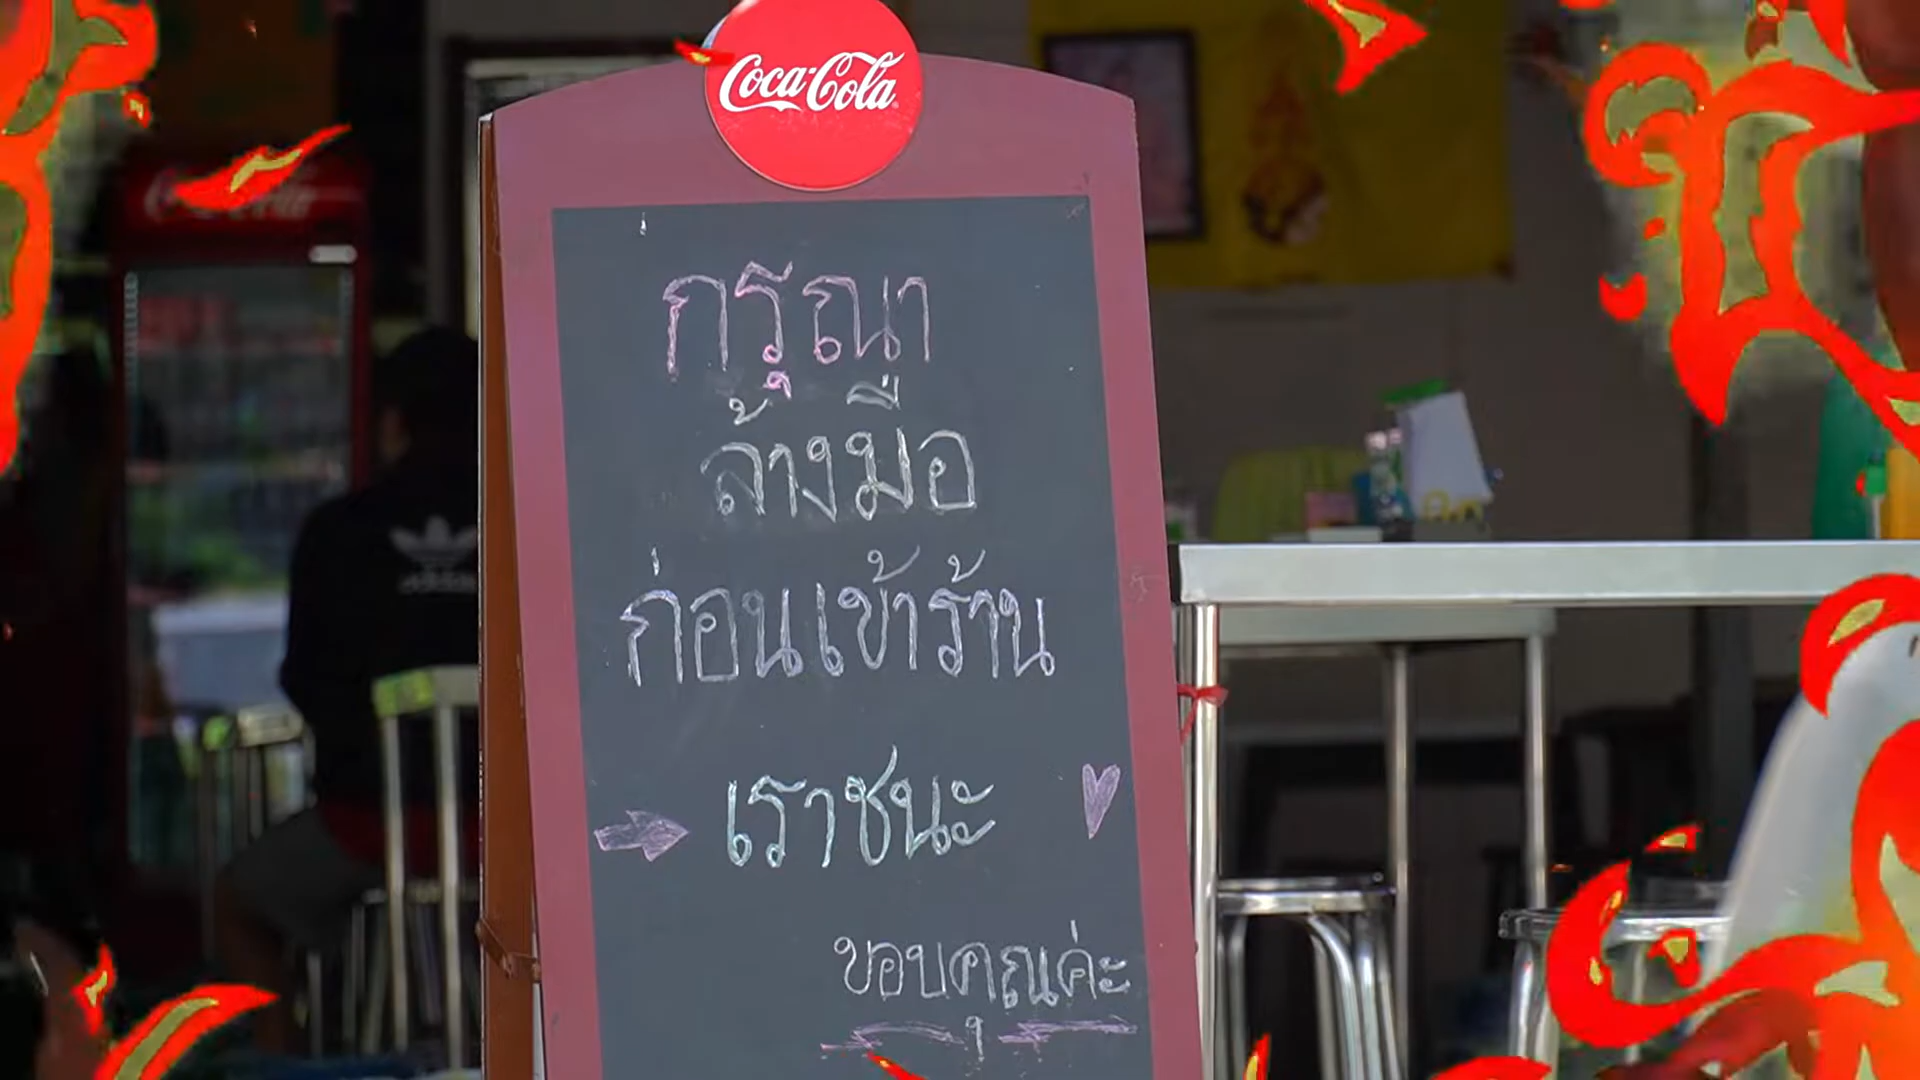 Coca-Cola
กรุณา
ล้างมือ
ก่อนเข้าร้าน
เราชนะ
ขอบคุณค่ะ